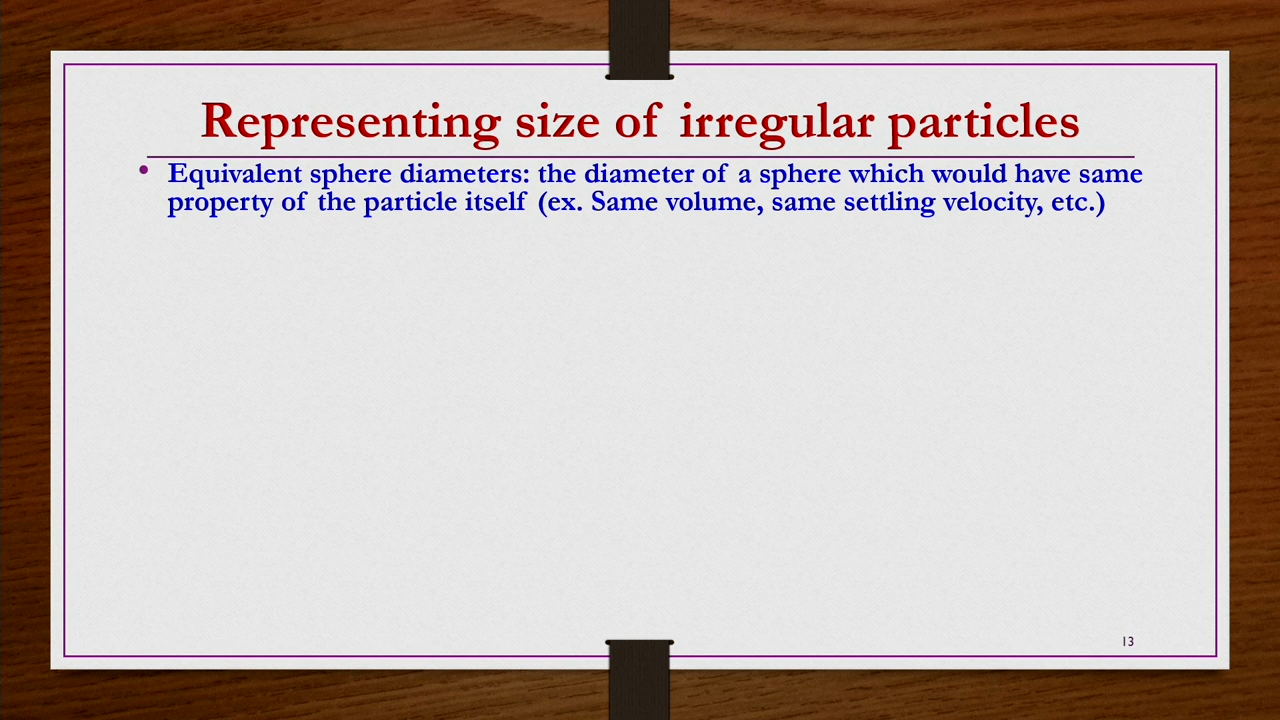 Representing size of irregular particles
• Equivalent sphere diameters: the diameter of a sphere which would have same
property of the particle itself (ex. Same volume, same settling velocity, etc.)
13